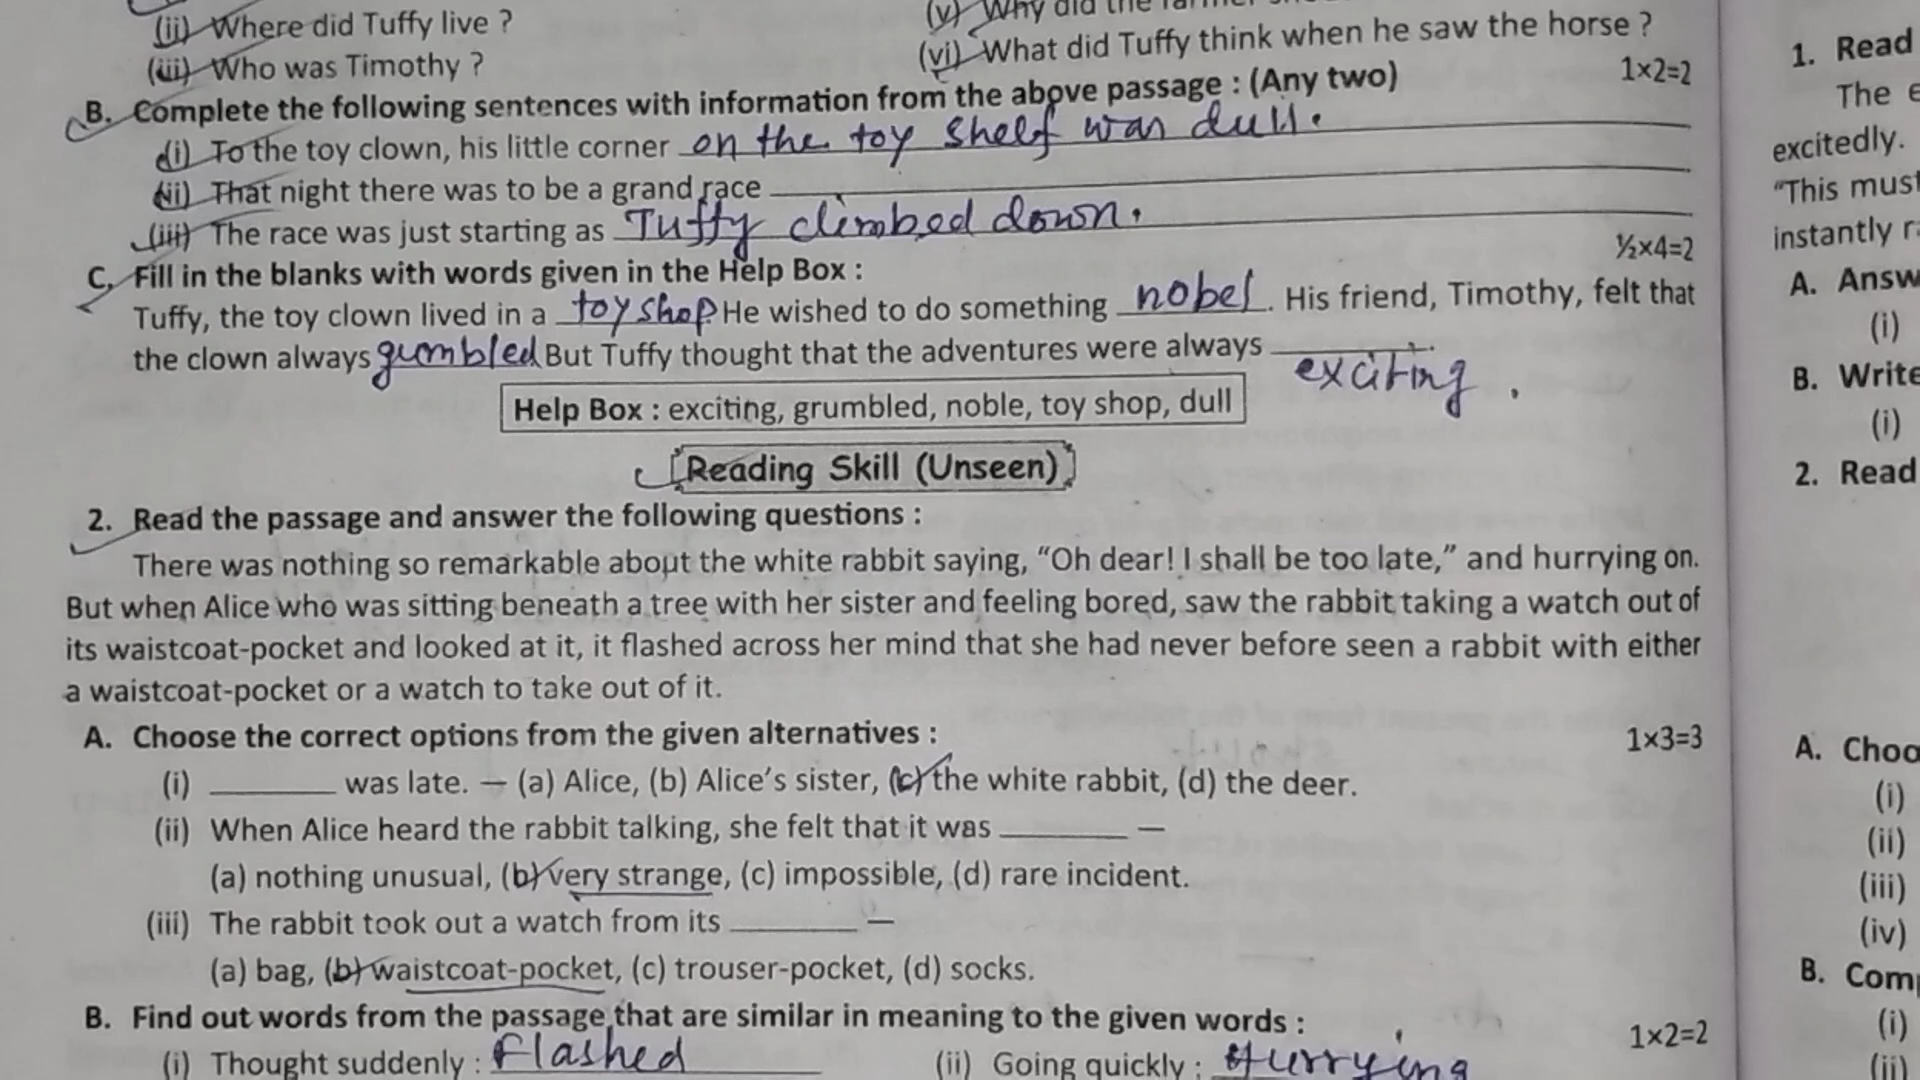 (ii) Where did Tuffy live ?
(v) Why did the
(iii) Who was Timothy ?
(vi) What did Tuffy think when he saw the horse ?
B. Complete the following sentences with information from the above passage : (Any two) 1×2=2
(i) To the toy clown, his little corner on the toy shelf was dull.
(ii) That night there was to be a grand race
(iii) The race was just starting as Tuffy climbed down.
C. Fill in the blanks with words given in the Help Box : ½×4=2
Tuffy, the toy clown lived in a toy shop He wished to do something nobel. His friend, Timothy, felt that
the clown always gumbled But Tuffy thought that the adventures were always exciting.
Help Box : exciting, grumbled, noble, toy shop, dull
Reading Skill (Unseen)
2. Read the passage and answer the following questions :
There was nothing so remarkable about the white rabbit saying, “Oh dear! I shall be too late,” and hurrying on.
But when Alice who was sitting beneath a tree with her sister and feeling bored, saw the rabbit taking a watch out of
its waistcoat-pocket and looked at it, it flashed across her mind that she had never before seen a rabbit with either
a waistcoat-pocket or a watch to take out of it.
A. Choose the correct options from the given alternatives : 1×3=3
(i) ________ was late. — (a) Alice, (b) Alice’s sister, (c) the white rabbit, (d) the deer.
(ii) When Alice heard the rabbit talking, she felt that it was ________ —
(a) nothing unusual, (b) very strange, (c) impossible, (d) rare incident.
(iii) The rabbit took out a watch from its ________ —
(a) bag, (b) waistcoat-pocket, (c) trouser-pocket, (d) socks.
B. Find out words from the passage that are similar in meaning to the given words : 1×2=2
(i) Thought suddenly : flashed
(ii) Going quickly : Hurrying
1. Read
The
excitedly.
“This must
instantly
A. Answ
(i)
B. Write
(i)
2. Read
A. Choo
(i)
(ii)
(iii)
(iv)
B. Com
(i)
(ii)